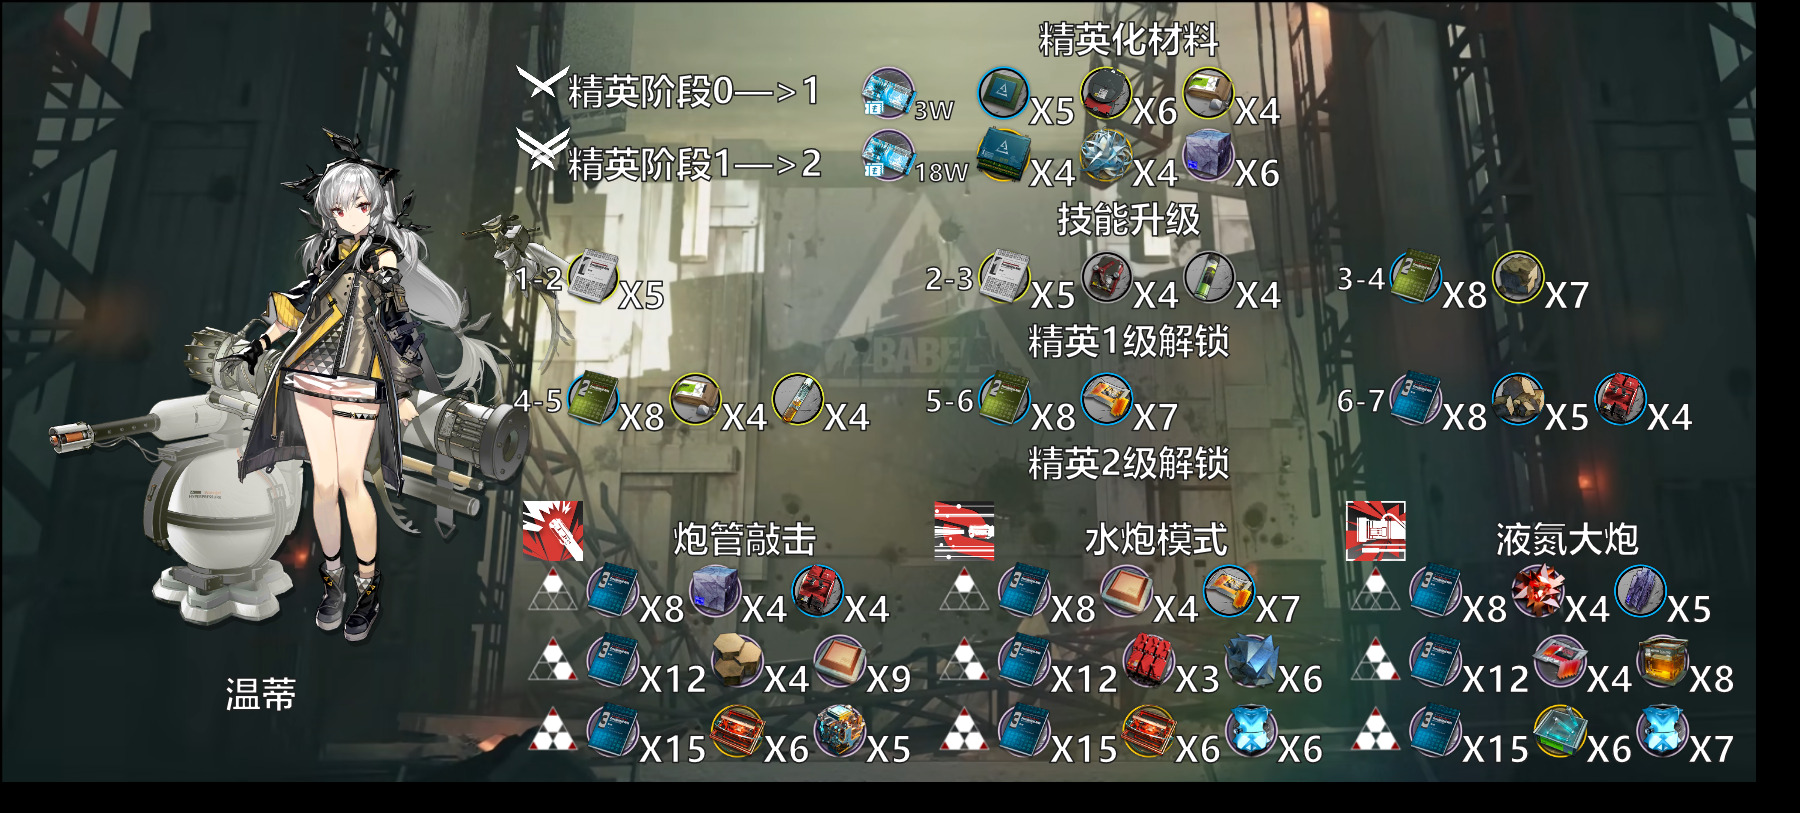 精英化材料
精英阶段0—>1 3W X5 X6 X4
精英阶段1—>2 18W X4 X4 X6
技能升级
1-2 X5 2-3 X5 X4 X4 3-4 X8 X7
BABEL
精英1级解锁
4-5 X8 X4 X4 5-6 X8 X7 6-7 X8 X5 X4
精英2级解锁
炮管敲击 水炮模式 液氮大炮
X8 X4 X4 X8 X4 X7 X8 X4 X5
X12 X4 X9 X12 X3 X6 X12 X4 X8
温蒂
X15 X6 X5 X15 X6 X6 X15 X6 X7